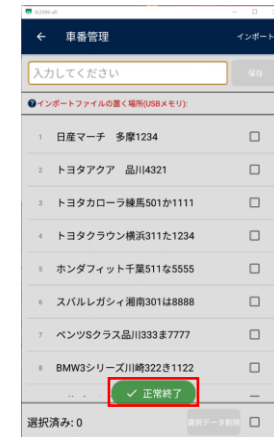 rk3399-all
← 車番管理 インポート
入力してください 保存
?インポートファイルの置く場所(USBメモリ):
1 日産マーチ 多摩1234
2 トヨタアクア 品川4321
3 トヨタカローラ練馬501か1111
4 トヨタクラウン横浜311た1234
5 ホンダフィット千葉511な5555
6 スバルレガシィ湘南301は8888
7 ベンツSクラス品川333ま7777
8 BMW3シリーズ川崎322き1122
✓ 正常終了
選択済み: 0 選択データ削除